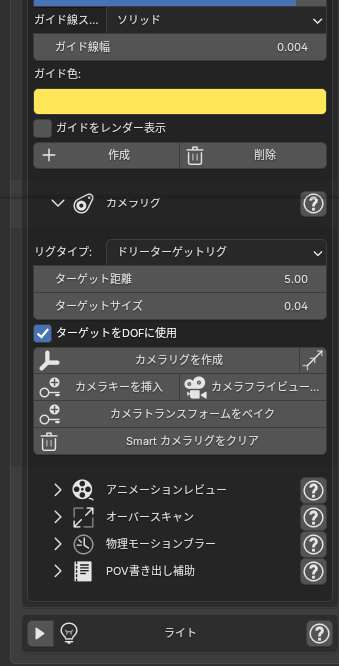 ガイド線ス... ソリッド
ガイド線幅 0.004
ガイド色:
ガイドをレンダー表示
作成 削除
カメラリグ
リグタイプ: ドリーターゲットリグ
ターゲット距離 5.00
ターゲットサイズ 0.04
ターゲットをDOFに使用
カメラリグを作成
カメラキーを挿入 カメラフライビュー...
カメラトランスフォームをベイク
Smart カメラリグをクリア
アニメーションレビュー
オーバースキャン
物理モーションブラー
POV書き出し補助
ライト